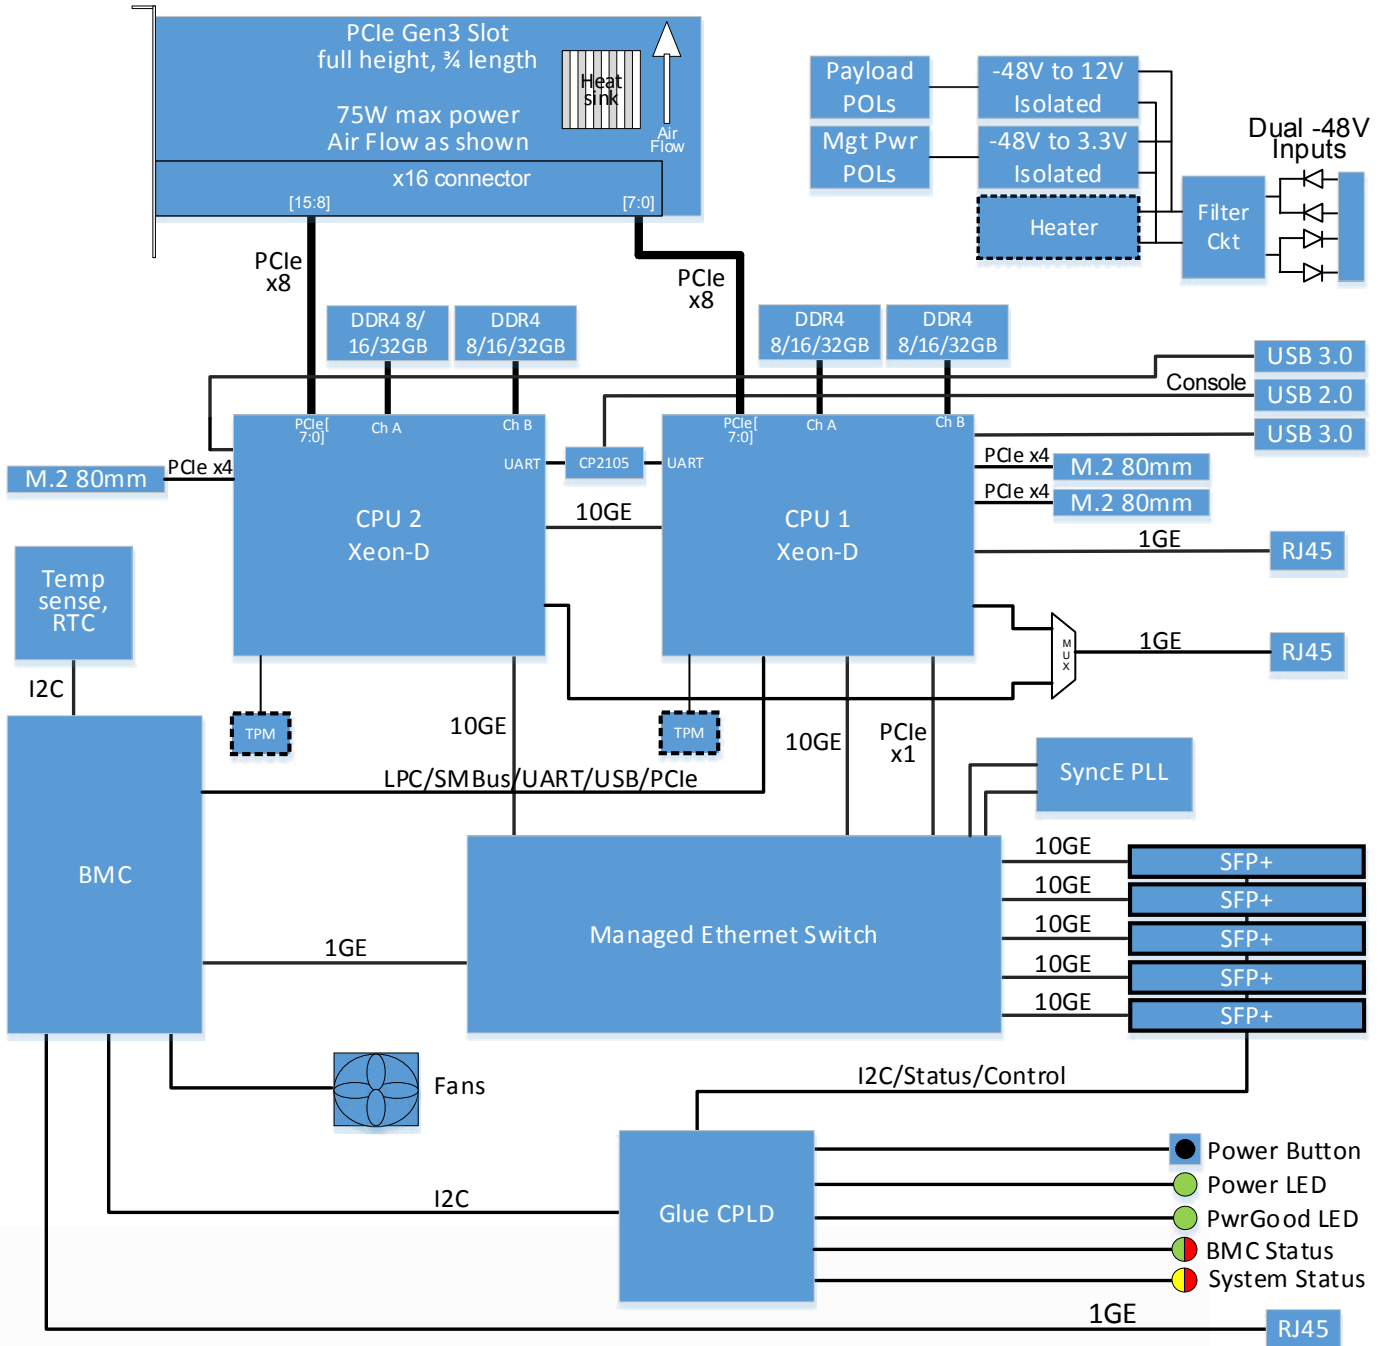 PCIe Gen3 Slot
full height, ¾ length
75W max power
Air Flow as shown
Heat
sink
Air
Flow
x16 connector
[15:8]
[7:0]
Payload
POLs
-48V to 12V
Isolated
Mgt Pwr
POLs
-48V to 3.3V
Isolated
Heater
Filter
Ckt
Dual -48V
Inputs
PCIe
x8
PCIe
x8
DDR4 8/
16/32GB
DDR4
8/16/32GB
DDR4
8/16/32GB
DDR4
8/16/32GB
USB 3.0
Console
USB 2.0
USB 3.0
PCIe[
7:0]
Ch A
Ch B
UART
CP2105
PCIe[
7:0]
Ch A
Ch B
UART
M.2 80mm
PCIe x4
PCIe x4
M.2 80mm
PCIe x4
M.2 80mm
CPU 2
Xeon-D
10GE
CPU 1
Xeon-D
1GE
RJ45
Temp
sense,
RTC
I2C
M
U
X
1GE
RJ45
TPM
TPM
10GE
10GE
PCIe
x1
LPC/SMBus/UART/USB/PCIe
SyncE PLL
BMC
1GE
Managed Ethernet Switch
10GE
SFP+
10GE
SFP+
10GE
SFP+
10GE
SFP+
10GE
SFP+
Fans
I2C/Status/Control
I2C
Glue CPLD
Power Button
Power LED
PwrGood LED
BMC Status
System Status
1GE
RJ45